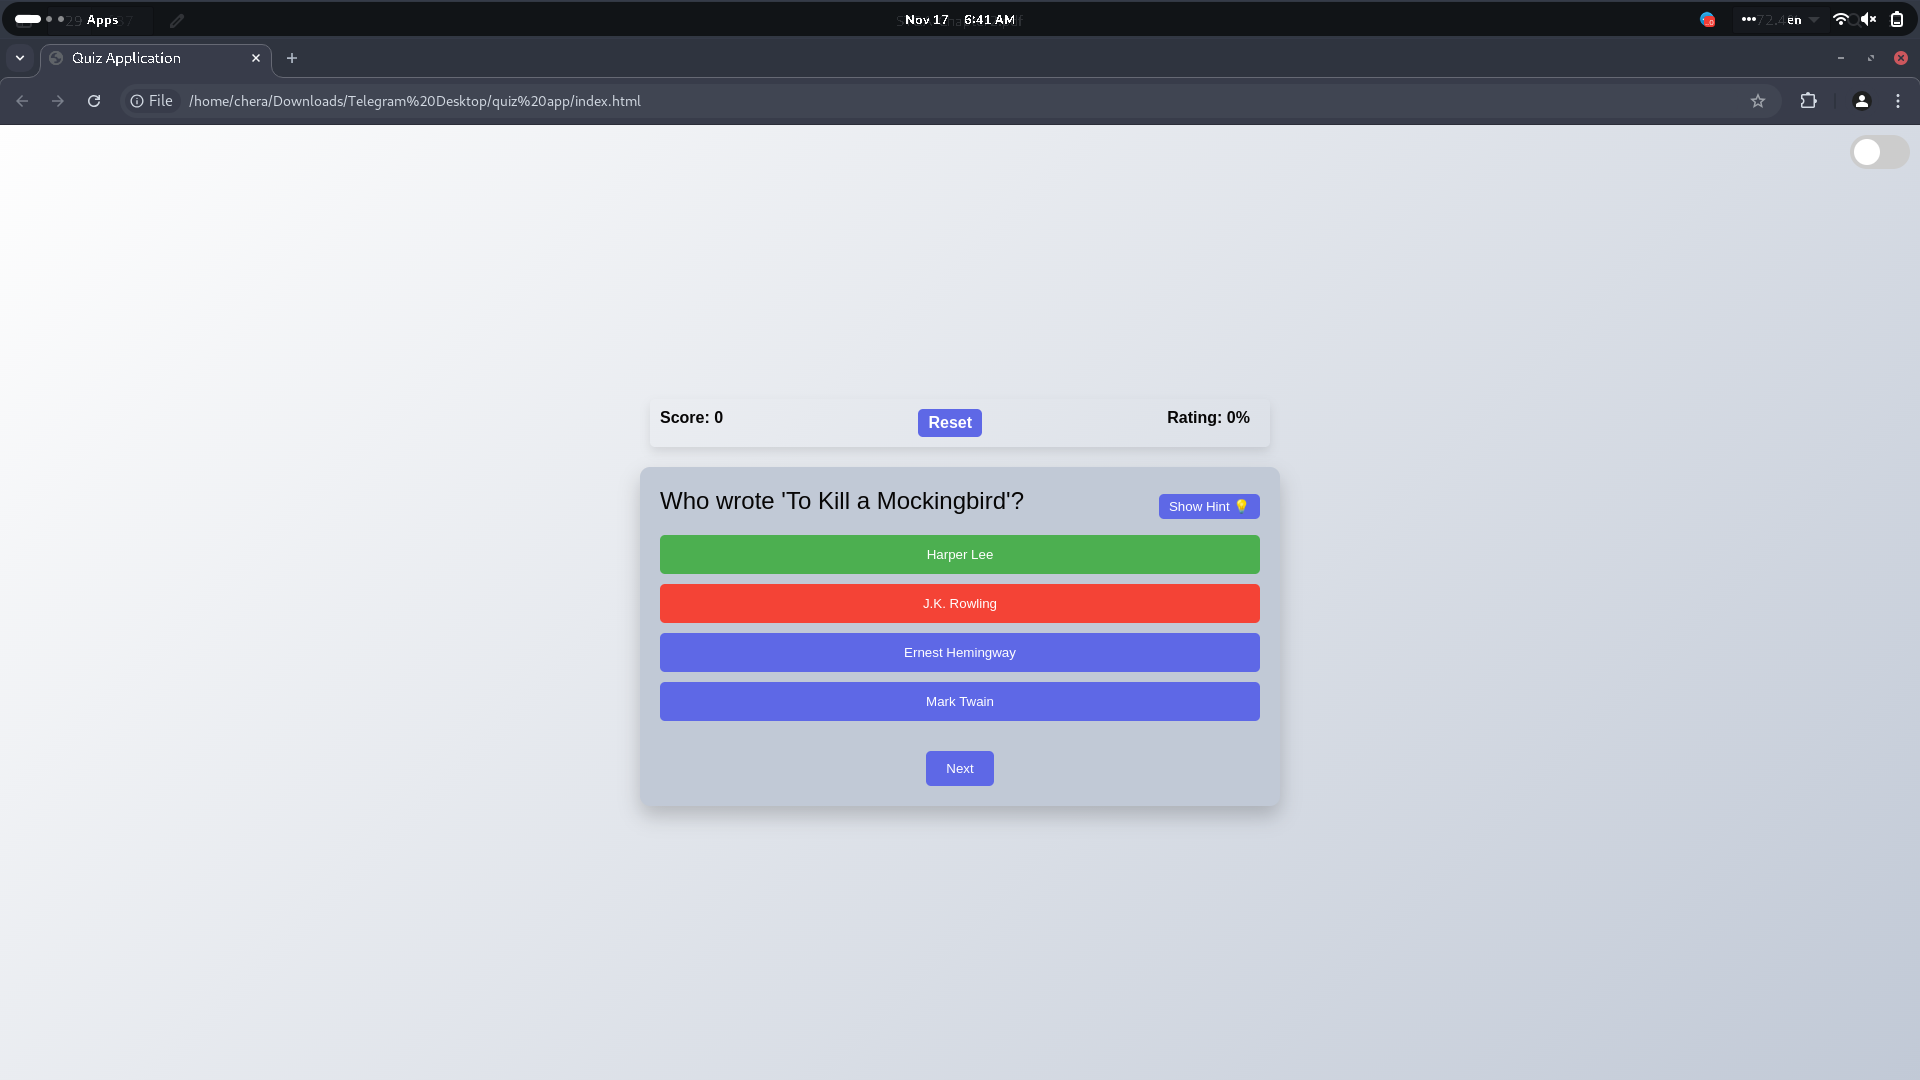 Apps
Nov 17 6:41 AM
en
Quiz Application
File /home/chera/Downloads/Telegram%20Desktop/quiz%20app/index.html
Score: 0
Reset
Rating: 0%
Who wrote 'To Kill a Mockingbird'?
Show Hint 💡
Harper Lee
J.K. Rowling
Ernest Hemingway
Mark Twain
Next